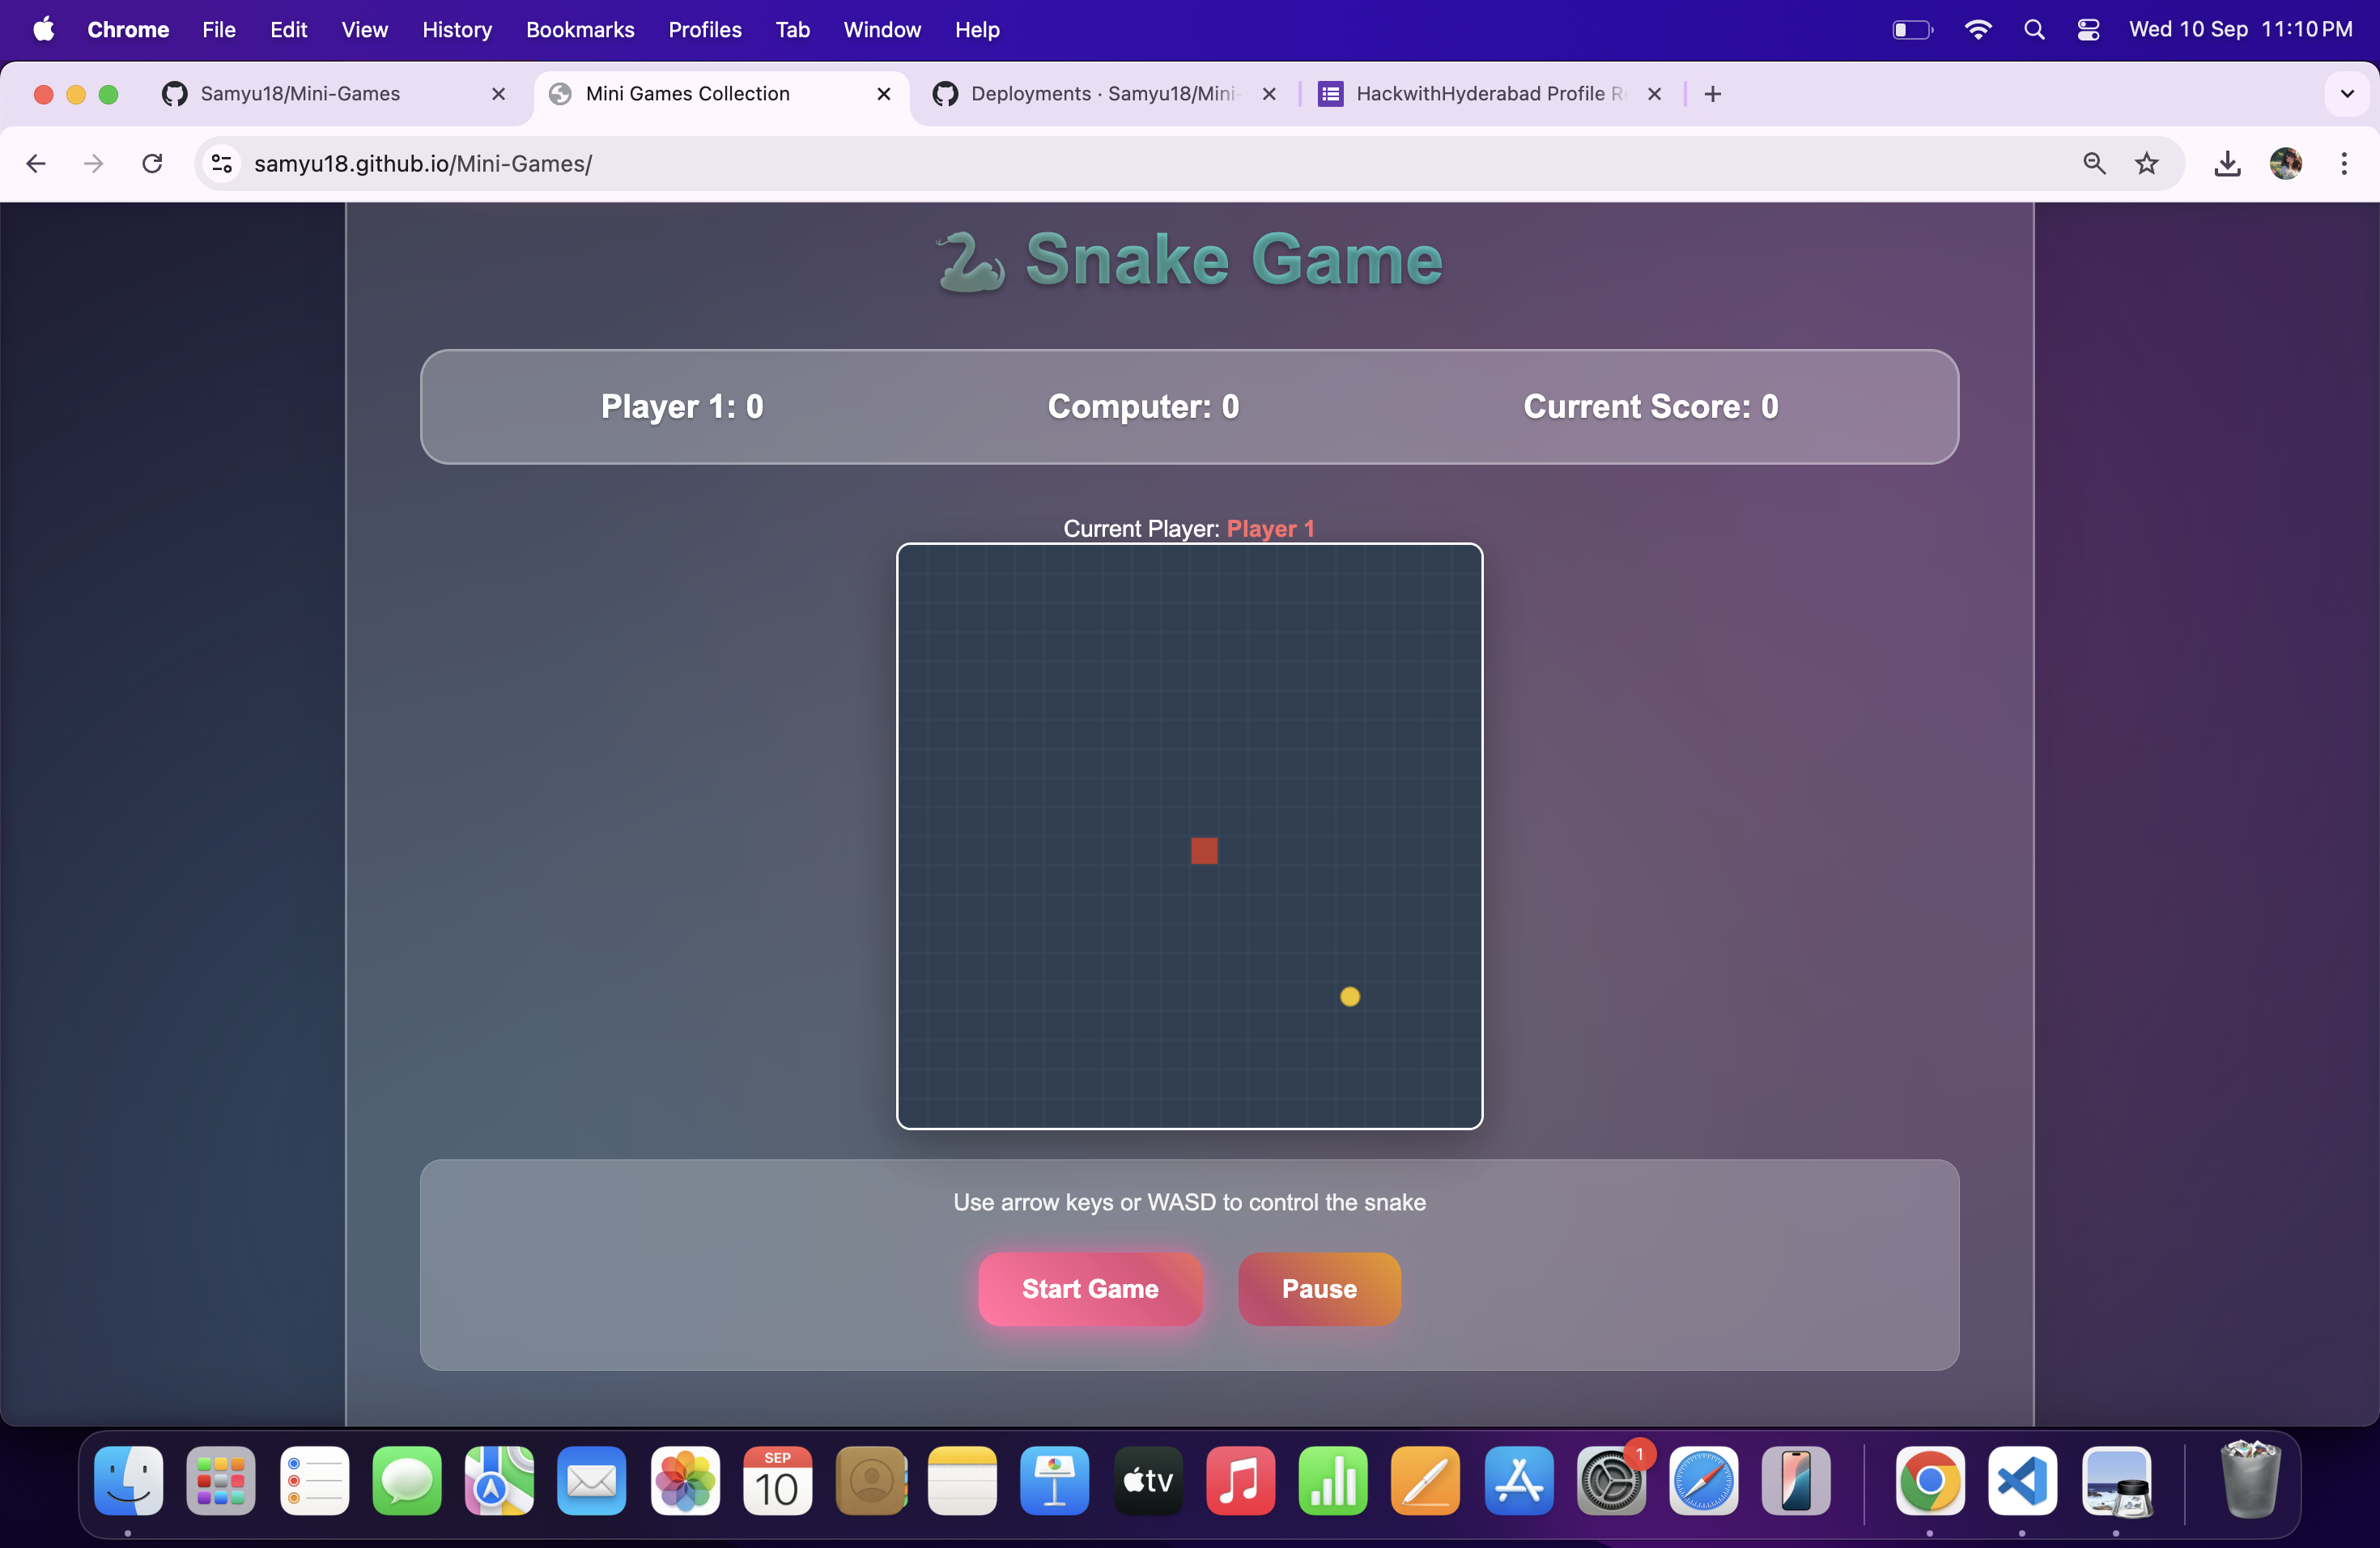 Chrome File Edit View History Bookmarks Profiles Tab Window Help Wed 10 Sep 11:10 PM
Samyu18/Mini-Games Mini Games Collection Deployments · Samyu18/Mini- HackwithHyderabad Profile R
samyu18.github.io/Mini-Games/
Snake Game
Player 1: 0 Computer: 0 Current Score: 0
Current Player: Player 1
Use arrow keys or WASD to control the snake
Start Game Pause
SEP
10
tv
1